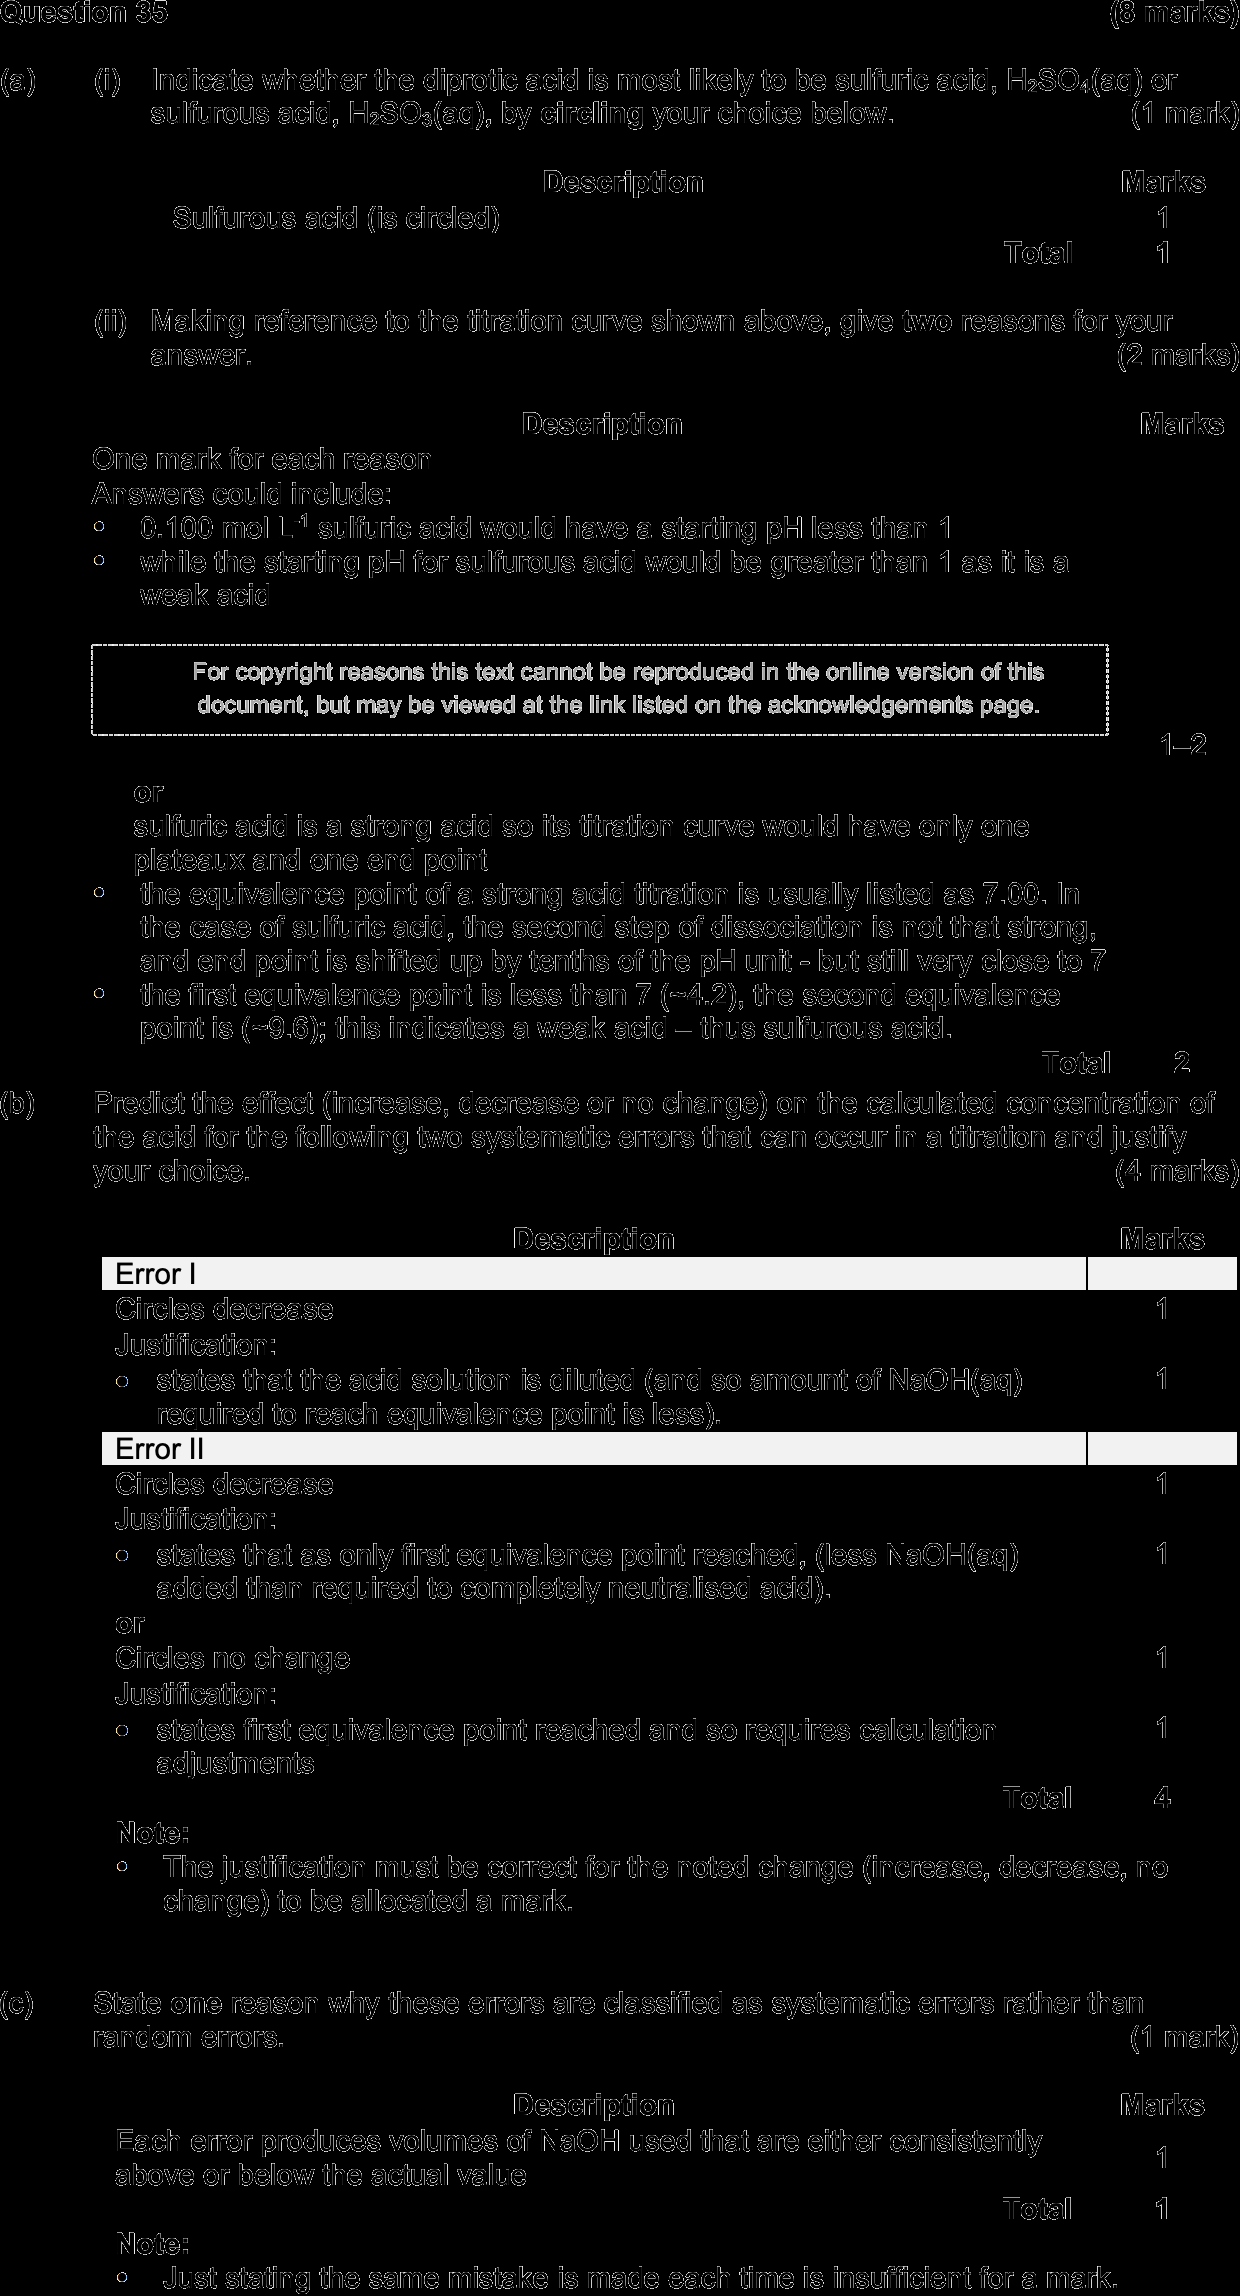 Question 35 (8 marks)
(a) (i) Indicate whether the diprotic acid is most likely to be sulfuric acid, H₂SO₄(aq) or
sulfurous acid, H₂SO₃(aq), by circling your choice below. (1 mark)
Description Marks
Sulfurous acid (is circled) 1
Total 1
(ii) Making reference to the titration curve shown above, give two reasons for your
answer. (2 marks)
Description Marks
One mark for each reason
Answers could include:
• 0.100 mol L⁻¹ sulfuric acid would have a starting pH less than 1
• while the starting pH for sulfurous acid would be greater than 1 as it is a
weak acid
For copyright reasons this text cannot be reproduced in the online version of this
document, but may be viewed at the link listed on the acknowledgements page.
1–2
or
sulfuric acid is a strong acid so its titration curve would have only one
plateaux and one end point
• the equivalence point of a strong acid titration is usually listed as 7.00. In
the case of sulfuric acid, the second step of dissociation is not that strong,
and end point is shifted up by tenths of the pH unit - but still very close to 7
• the first equivalence point is less than 7 (~4.2), the second equivalence
point is (~9.6); this indicates a weak acid – thus sulfurous acid.
Total 2
(b) Predict the effect (increase, decrease or no change) on the calculated concentration of
the acid for the following two systematic errors that can occur in a titration and justify
your choice. (4 marks)
Description Marks
Error I
Circles decrease 1
Justification:
• states that the acid solution is diluted (and so amount of NaOH(aq) 1
required to reach equivalence point is less).
Error II
Circles decrease 1
Justification:
• states that as only first equivalence point reached, (less NaOH(aq) 1
added than required to completely neutralised acid).
or
Circles no change 1
Justification:
• states first equivalence point reached and so requires calculation 1
adjustments
Total 4
Note:
• The justification must be correct for the noted change (increase, decrease, no
change) to be allocated a mark.
(c) State one reason why these errors are classified as systematic errors rather than
random errors. (1 mark)
Description Marks
Each error produces volumes of NaOH used that are either consistently
above or below the actual value 1
Total 1
Note:
• Just stating the same mistake is made each time is insufficient for a mark.